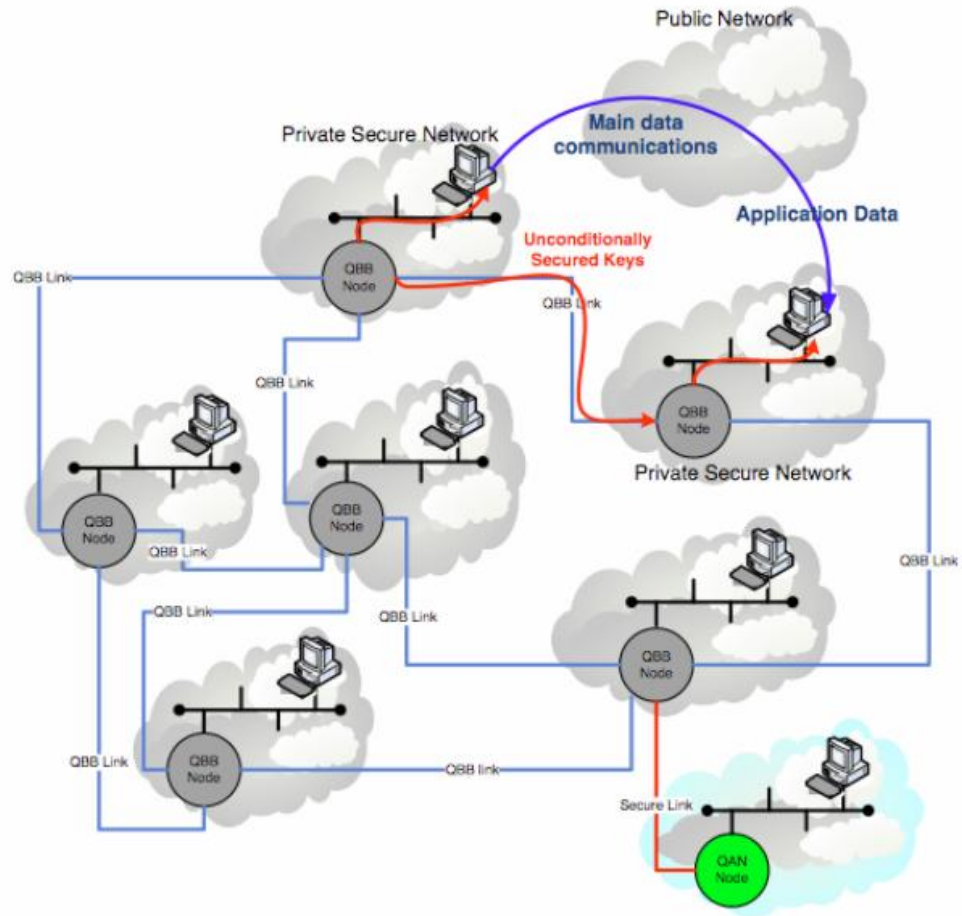 Public Network
Main data
communications
Private Secure Network
Application Data
Unconditionally
Secured Keys
QBB
Node
QBB Link
QBB Link
QBB Link
QBB
Node
Private Secure Network
QBB
Node
QBB
Node
QBB Link
QBB Link
QBB Link
QBB Link
QBB
Node
QBB
Node
QBB Link
QBB link
Secure Link
QAN
Node